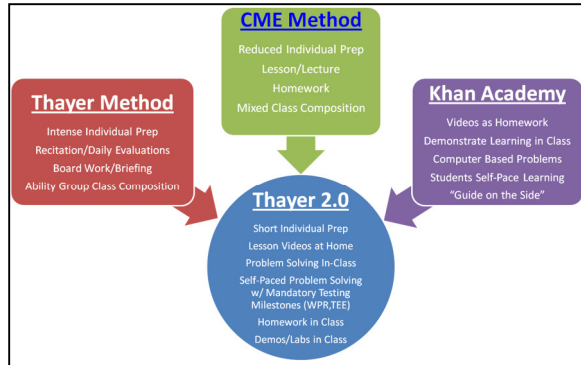 CME Method
Reduced Individual Prep
Lesson/Lecture
Homework
Mixed Class Composition
Thayer Method
Intense Individual Prep
Recitation/Daily Evaluations
Board Work/Briefing
Ability Group Class Composition
Khan Academy
Videos as Homework
Demonstrate Learning in Class
Computer Based Problems
Students Self-Pace Learning
“Guide on the Side”
Thayer 2.0
Short Individual Prep
Lesson Videos at Home
Problem Solving In-Class
Self-Paced Problem Solving
w/ Mandatory Testing
Milestones (WPR,TEE)
Homework in Class
Demos/Labs in Class